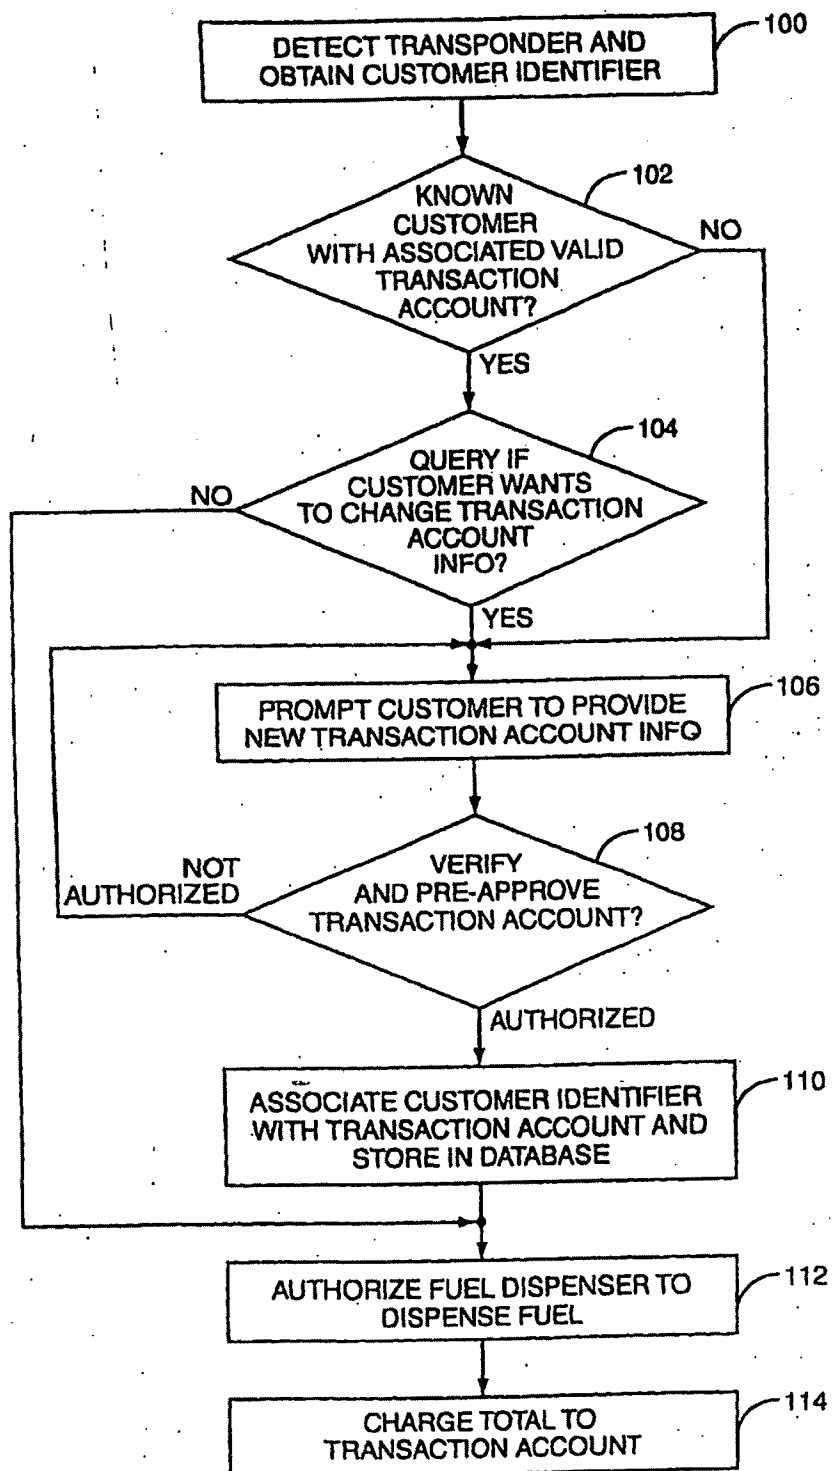 100
DETECT TRANSPONDER AND
OBTAIN CUSTOMER IDENTIFIER
102
KNOWN
CUSTOMER
WITH ASSOCIATED VALID
TRANSACTION
ACCOUNT?
NO
YES
104
QUERY IF
CUSTOMER WANTS
TO CHANGE TRANSACTION
ACCOUNT
INFO?
NO
YES
106
PROMPT CUSTOMER TO PROVIDE
NEW TRANSACTION ACCOUNT INFO
108
VERIFY
AND PRE-APPROVE
TRANSACTION ACCOUNT?
NOT
AUTHORIZED
AUTHORIZED
110
ASSOCIATE CUSTOMER IDENTIFIER
WITH TRANSACTION ACCOUNT AND
STORE IN DATABASE
112
AUTHORIZE FUEL DISPENSER TO
DISPENSE FUEL
114
CHARGE TOTAL TO
TRANSACTION ACCOUNT